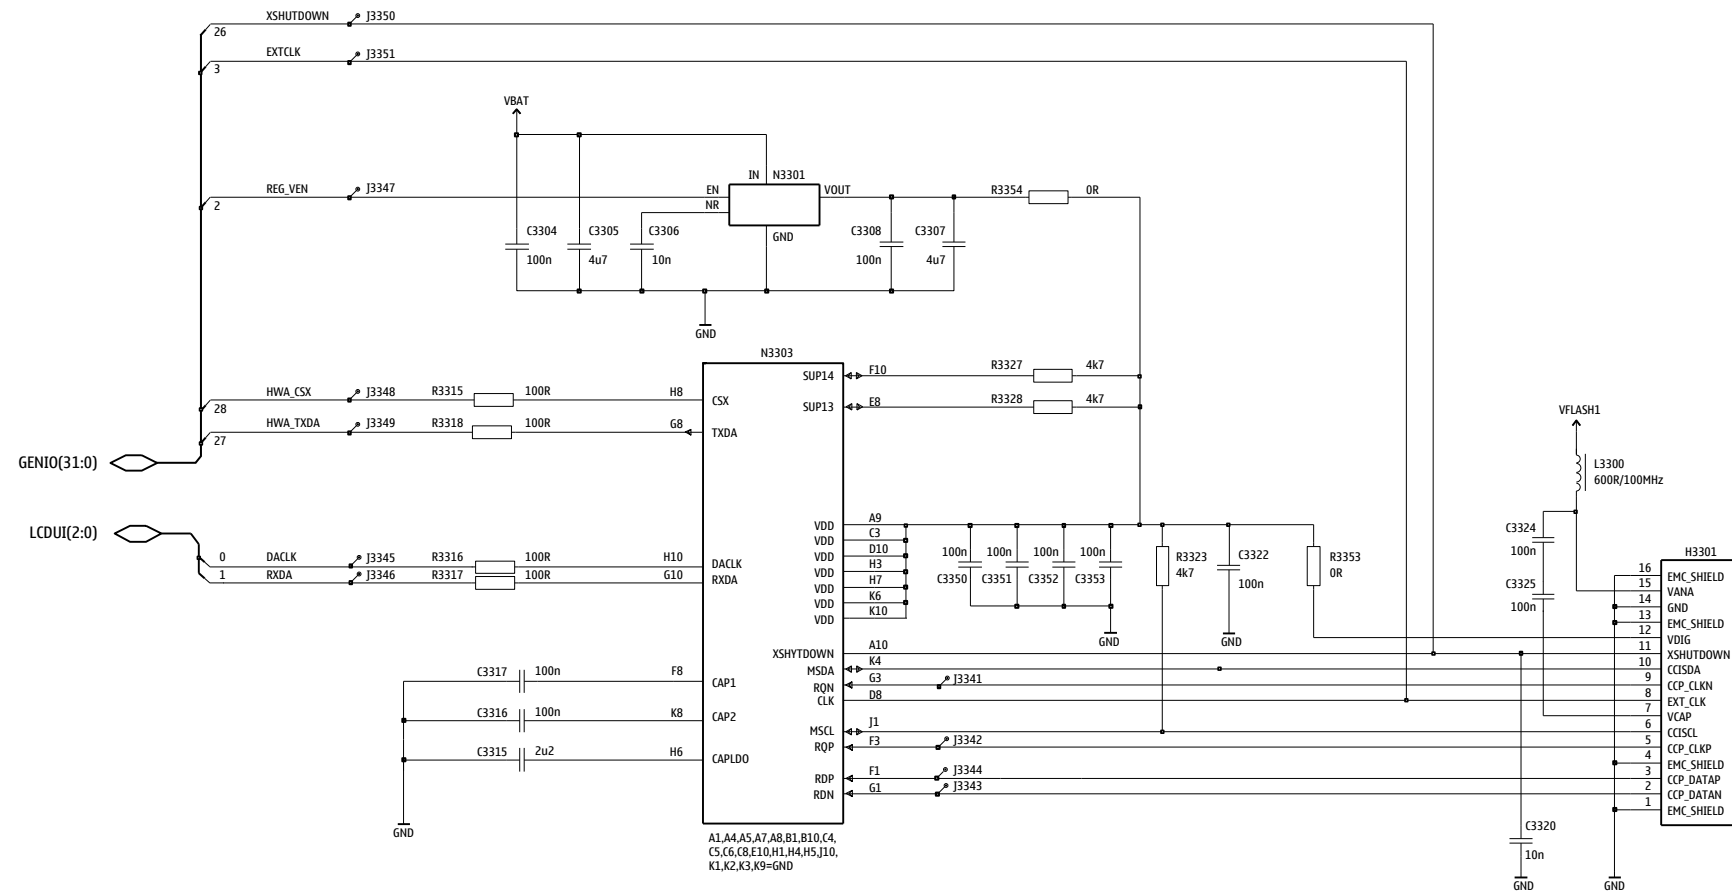 XSHUTDOWN J3350
26
EXTCLK J3351
3
VBAT
IN N3301
REG_VEN J3347 EN VOUT R3354 0R
2 NR
GND
C3304 C3305 C3306 C3308 C3307
100n 4u7 10n 100n 4u7
GND
N3303
SUP14 F10 R3327 4k7
HWA_CSX J3348 R3315 100R H8 CSX SUP13 E8 R3328 4k7
28
HWA_TXDA J3349 R3318 100R G8 TXDA
27
GENIO(31:0)
VFLASH1
L3300
600R/100MHz
LCDUI(2:0)
VDD A9
VDD C3
VDD D10
VDD H3
VDD H7
VDD K6
VDD K10
0 DACLK J3345 R3316 100R H10 DACLK
1 RXDA J3346 R3317 100R G10 RXDA
100n 100n 100n 100n
C3350 C3351 C3352 C3353
GND
R3323
4k7
C3322
100n
GND
R3353
0R
C3324
100n
C3325
100n
H3301
16 EMC_SHIELD
15 VANA
14 GND
13 EMC_SHIELD
12 VDIG
11 XSHUTDOWN
10 CCISDA
9 CCP_CLKN
8 EXT_CLK
7 VCAP
6 CCISCL
5 CCP_CLKP
4 EMC_SHIELD
3 CCP_DATAP
2 CCP_DATAN
1 EMC_SHIELD
XSHYTDOWN A10
MSDA K4
RQN G3 J3341
CLK D8
MSCL J1
RQP F3 J3342
RDP F1 J3344
RDN G1 J3343
C3317 100n F8 CAP1
C3316 100n K8 CAP2
C3315 2u2 H6 CAPLDO
GND
A1,A4,A5,A7,A8,B1,B10,C4,
C5,C6,C8,E10,H1,H4,H5,J10,
K1,K2,K3,K9=GND
C3320
10n
GND
GND